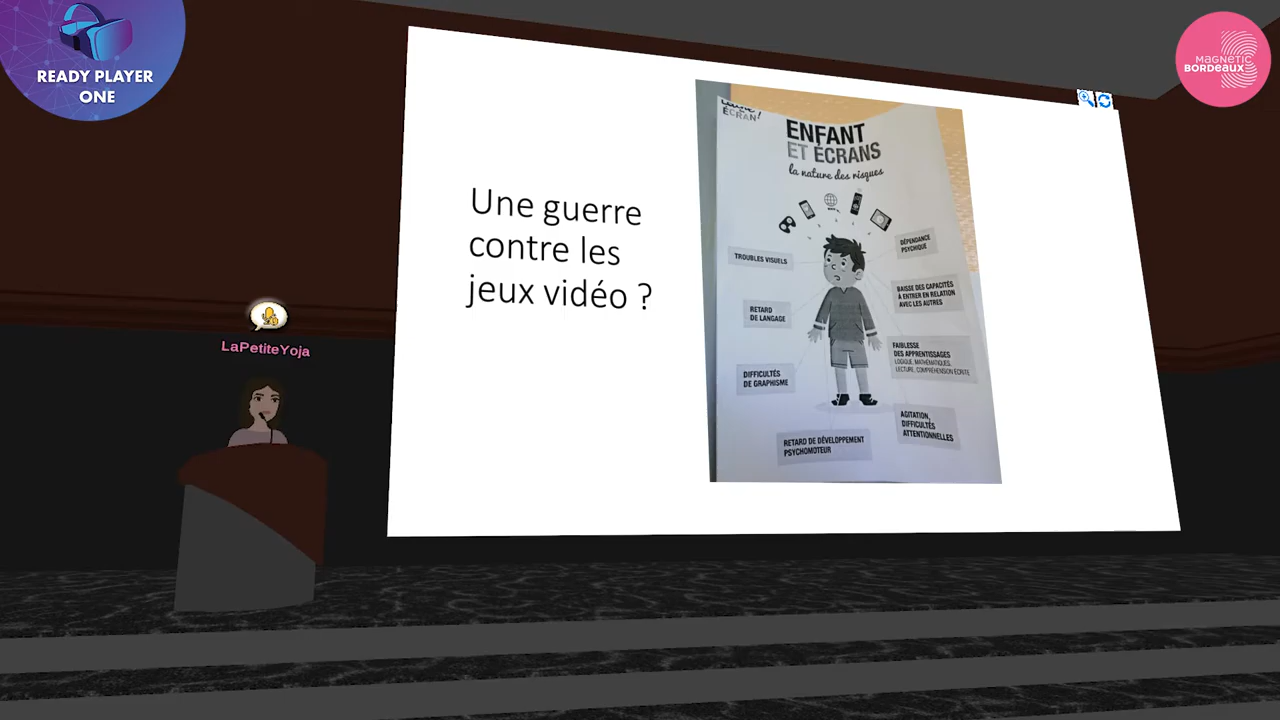 READY PLAYER
ONE
MAGNETIC
BORDEAUX
LaPetiteYoja
Une guerre
contre les
jeux vidéo ?
ÉCRAN !
ENFANT
ET ÉCRANS
la nature des risques
TROUBLES VISUELS
RETARD
DE LANGAGE
DIFFICULTÉS
DE GRAPHISME
RETARD DE DÉVELOPPEMENT
PSYCHOMOTEUR
DÉPENDANCE
PSYCHIQUE
BAISSE DES CAPACITÉS
À ENTRER EN RELATION
AVEC LES AUTRES
FAIBLESSE
DES APPRENTISSAGES
LOGIQUE, MATHÉMATIQUES,
LECTURE, COMPRÉHENSION ÉCRITE
AGITATION,
DIFFICULTÉS
ATTENTIONNELLES